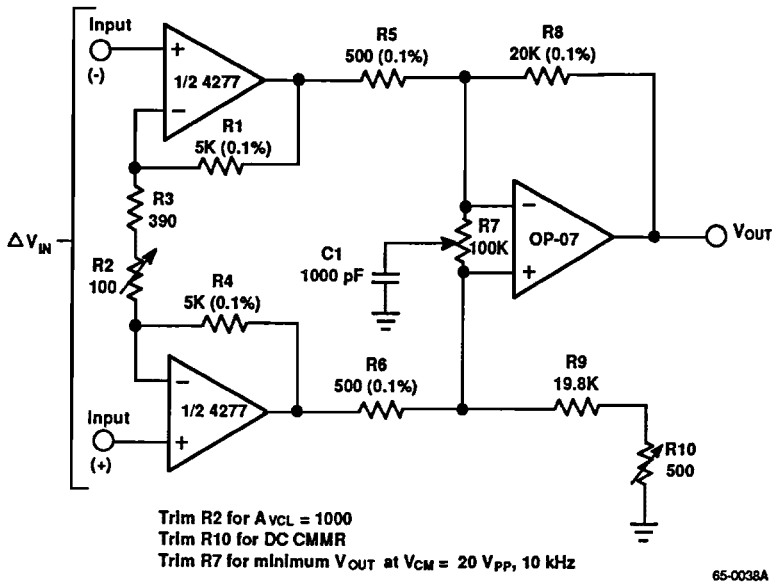 Input
(-)
+
1/2 4277
−
R1
5K (0.1%)
R5
500 (0.1%)
R8
20K (0.1%)
R3
390
ΔVIN
R2
100
R4
5K (0.1%)
C1
1000 pF
R7
100K
−
OP-07
+
VOUT
Input
(+)
−
1/2 4277
+
R6
500 (0.1%)
R9
19.8K
R10
500
Trim R2 for AVCL = 1000
Trim R10 for DC CMMR
Trim R7 for minimum VOUT at VCM = 20 VPP, 10 kHz
65-0038A